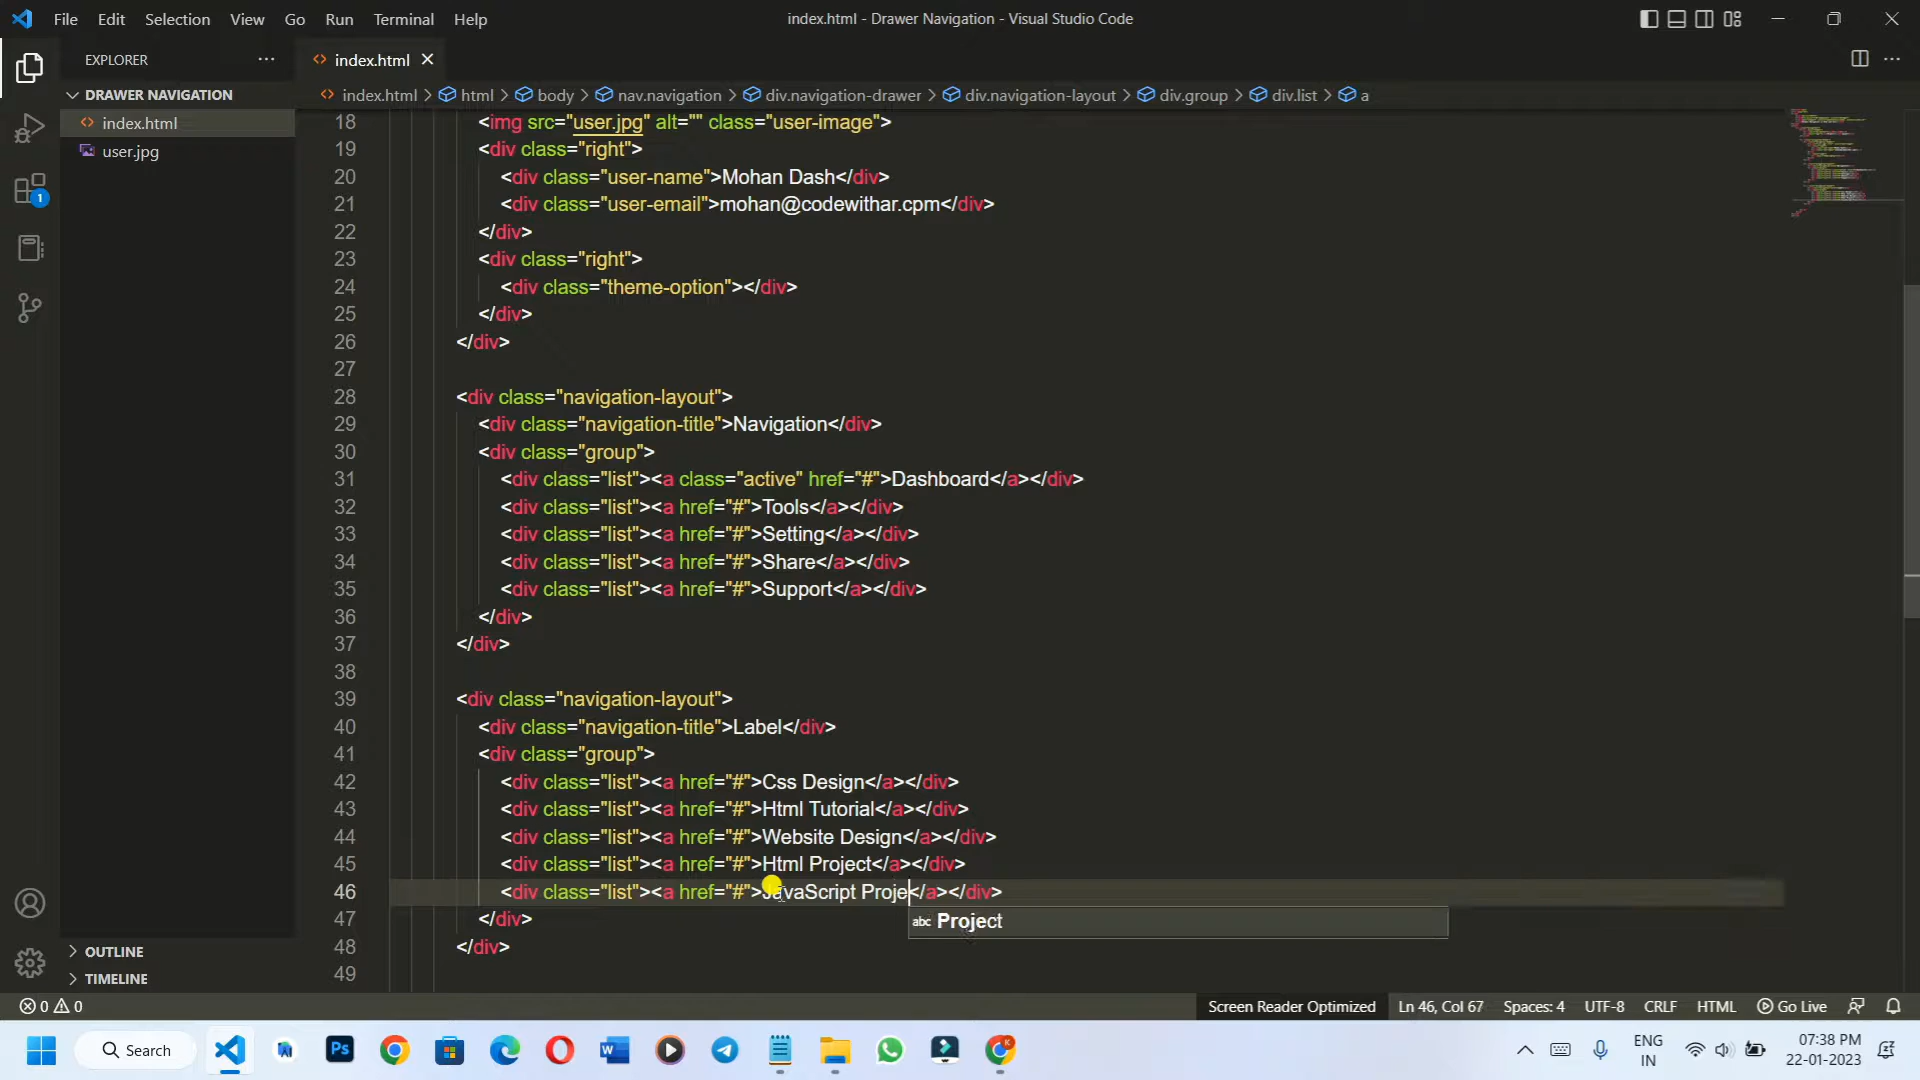 File Edit Selection View Go Run Terminal Help
index.html - Drawer Navigation - Visual Studio Code
EXPLORER
index.html
DRAWER NAVIGATION
index.html
user.jpg
index.html > html > body > nav.navigation > div.navigation-drawer > div.navigation-layout > div.group > div.list > a
18 <img src="user.jpg" alt="" class="user-image">
19 <div class="right">
20 <div class="user-name">Mohan Dash</div>
21 <div class="user-email">mohan@codewithar.cpm</div>
22 </div>
23 <div class="right">
24 <div class="theme-option"></div>
25 </div>
26 </div>
27
28 <div class="navigation-layout">
29 <div class="navigation-title">Navigation</div>
30 <div class="group">
31 <div class="list"><a class="active" href="#">Dashboard</a></div>
32 <div class="list"><a href="#">Tools</a></div>
33 <div class="list"><a href="#">Setting</a></div>
34 <div class="list"><a href="#">Share</a></div>
35 <div class="list"><a href="#">Support</a></div>
36 </div>
37 </div>
38
39 <div class="navigation-layout">
40 <div class="navigation-title">Label</div>
41 <div class="group">
42 <div class="list"><a href="#">Css Design</a></div>
43 <div class="list"><a href="#">Html Tutorial</a></div>
44 <div class="list"><a href="#">Website Design</a></div>
45 <div class="list"><a href="#">Html Project</a></div>
46 <div class="list"><a href="#">JavaScript Proje</a></div>
abc Project
47 </div>
48 </div>
49
OUTLINE
TIMELINE
1
0 0
Screen Reader Optimized Ln 46, Col 67 Spaces: 4 UTF-8 CRLF HTML Go Live
Search
Ps
W
K
ENG
IN
07:38 PM
22-01-2023